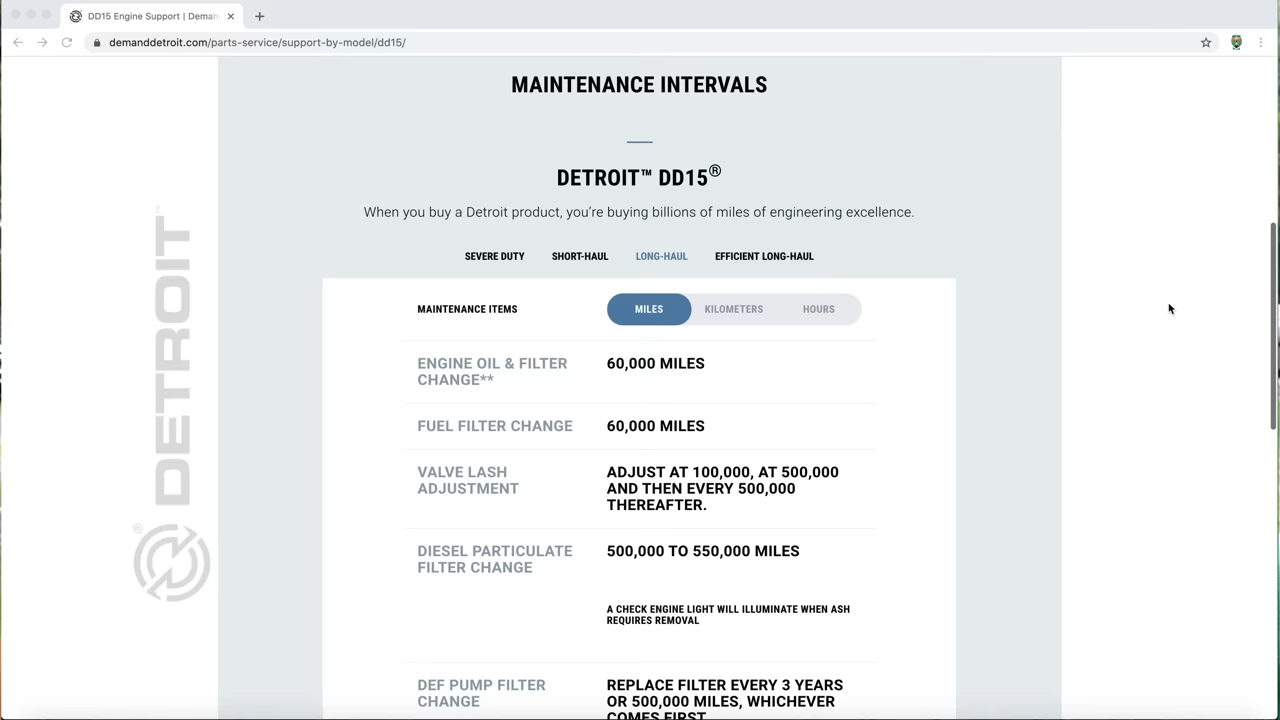 DD15 Engine Support | Deman
demanddetroit.com/parts-service/support-by-model/dd15/
MAINTENANCE INTERVALS
DETROIT™ DD15®
When you buy a Detroit product, you’re buying billions of miles of engineering excellence.
SEVERE DUTY SHORT-HAUL LONG-HAUL EFFICIENT LONG-HAUL
MAINTENANCE ITEMS MILES KILOMETERS HOURS
ENGINE OIL & FILTER CHANGE** 60,000 MILES
FUEL FILTER CHANGE 60,000 MILES
VALVE LASH ADJUSTMENT
ADJUST AT 100,000, AT 500,000
AND THEN EVERY 500,000
THEREAFTER.
DIESEL PARTICULATE
FILTER CHANGE
500,000 TO 550,000 MILES
A CHECK ENGINE LIGHT WILL ILLUMINATE WHEN ASH
REQUIRES REMOVAL
DEF PUMP FILTER
CHANGE
REPLACE FILTER EVERY 3 YEARS
OR 500,000 MILES, WHICHEVER
COMES FIRST
DETROIT™
®